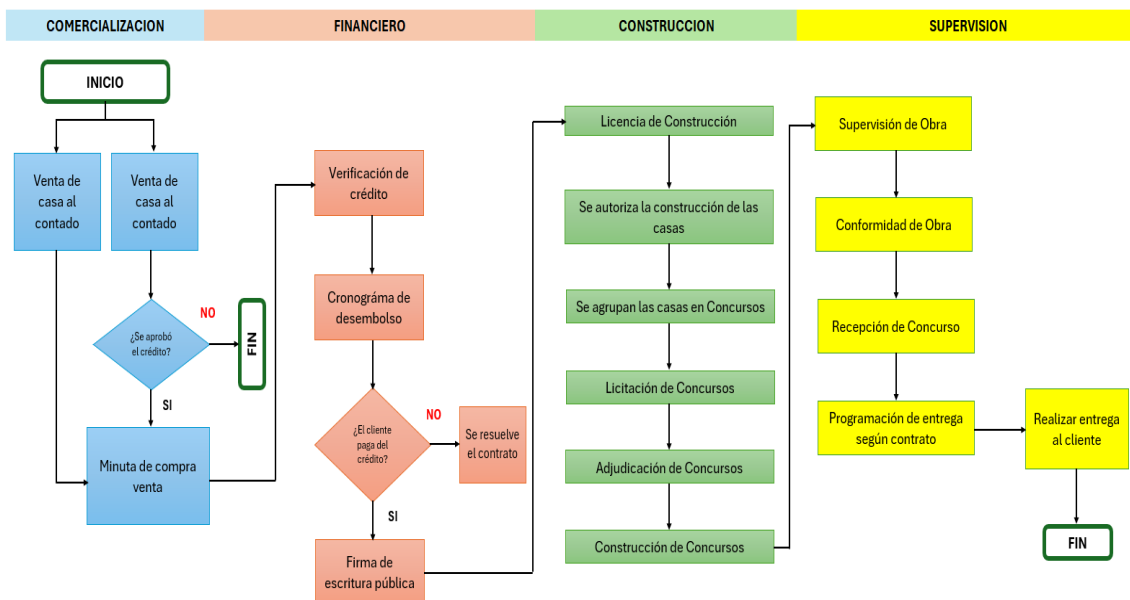 COMERCIALIZACION
FINANCIERO
CONSTRUCCION
SUPERVISION
INICIO
Venta de
casa al
contado
Venta de
casa al
contado
¿Se aprobó
el crédito?
NO
FIN
SI
Minuta de compra
venta
Verificación de
crédito
Cronográma de
desembolso
¿El cliente
paga del
crédito?
NO
Se resuelve
el contrato
SI
Firma de
escritura pública
Licencia de Construcción
Se autoriza la construcción de las
casas
Se agrupan las casas en Concursos
Licitación de Concursos
Adjudicación de Concursos
Construcción de Concursos
Supervisión de Obra
Conformidad de Obra
Recepción de Concurso
Programación de entrega
según contrato
Realizar entrega
al cliente
FIN